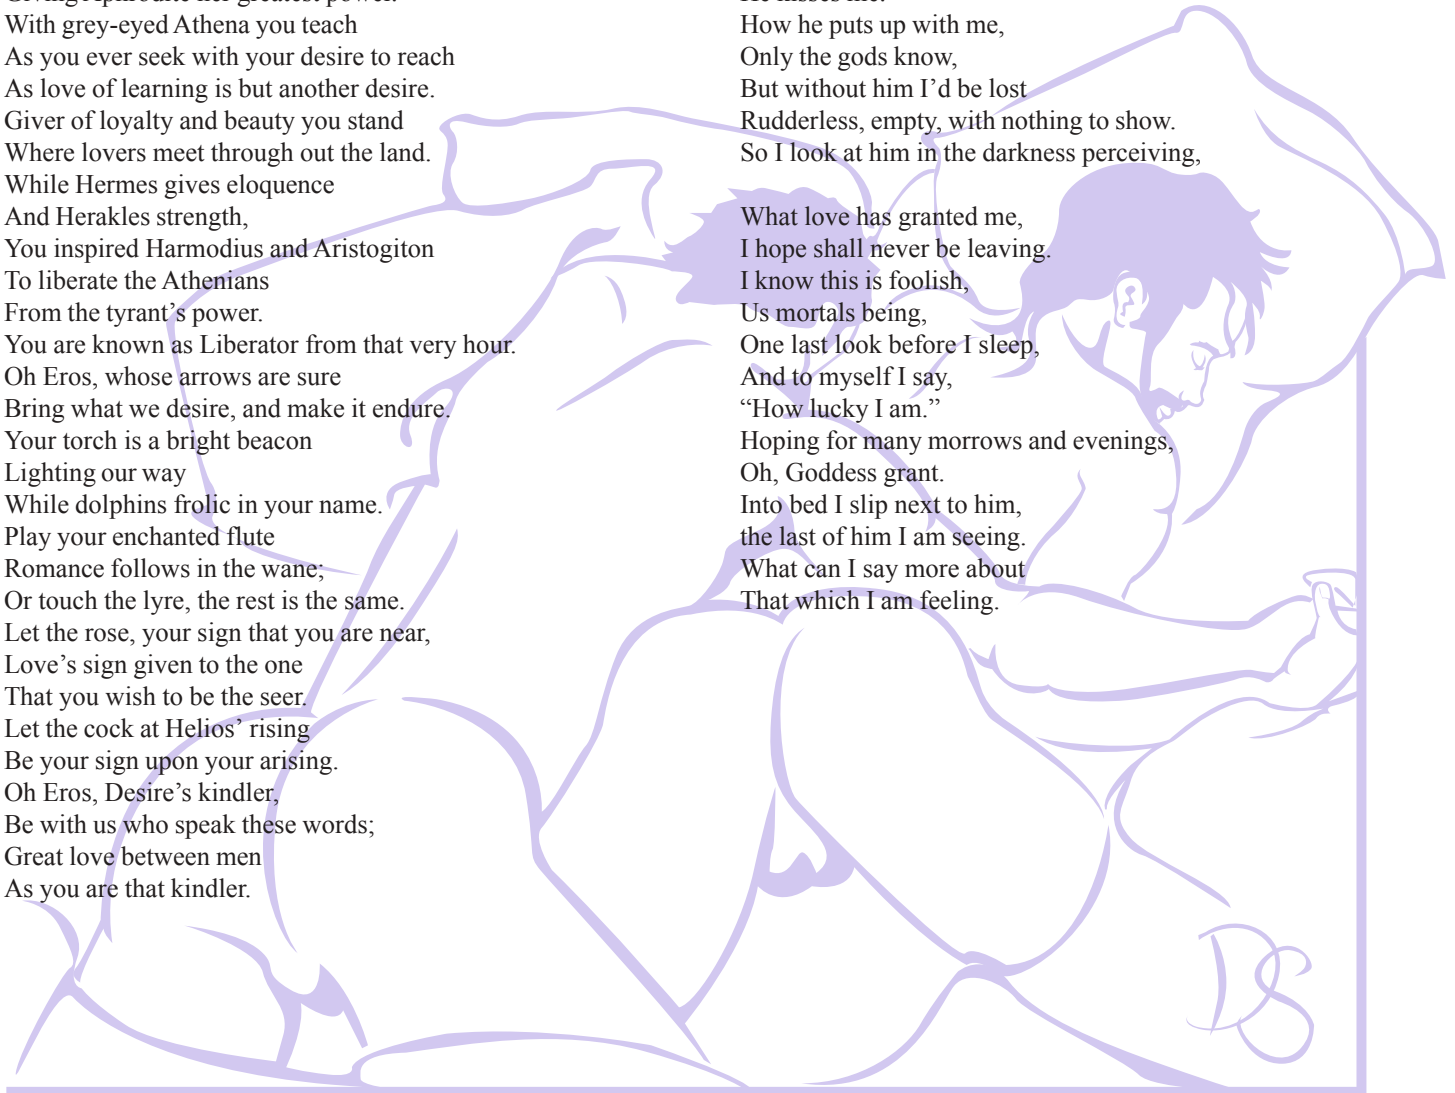 Giving Aphrodite her greatest power.
With grey-eyed Athena you teach
As you ever seek with your desire to reach
As love of learning is but another desire.
Giver of loyalty and beauty you stand
Where lovers meet through out the land.
While Hermes gives eloquence
And Herakles strength,
You inspired Harmodius and Aristogiton
To liberate the Athenians
From the tyrant’s power.
You are known as Liberator from that very hour.
Oh Eros, whose arrows are sure
Bring what we desire, and make it endure.
Your torch is a bright beacon
Lighting our way
While dolphins frolic in your name.
Play your enchanted flute
Romance follows in the wane;
Or touch the lyre, the rest is the same.
Let the rose, your sign that you are near,
Love’s sign given to the one
That you wish to be the seer.
Let the cock at Helios’ rising
Be your sign upon your arising.
Oh Eros, Desire’s kindler,
Be with us who speak these words;
Great love between men
As you are that kindler.
me.
How he puts up with me,
Only the gods know,
But without him I’d be lost
Rudderless, empty, with nothing to show.
So I look at him in the darkness perceiving,
What love has granted me,
I hope shall never be leaving.
I know this is foolish,
Us mortals being,
One last look before I sleep,
And to myself I say,
“How lucky I am.”
Hoping for many morrows and evenings,
Oh, Goddess grant.
Into bed I slip next to him,
the last of him I am seeing.
What can I say more about
That which I am feeling.
DS